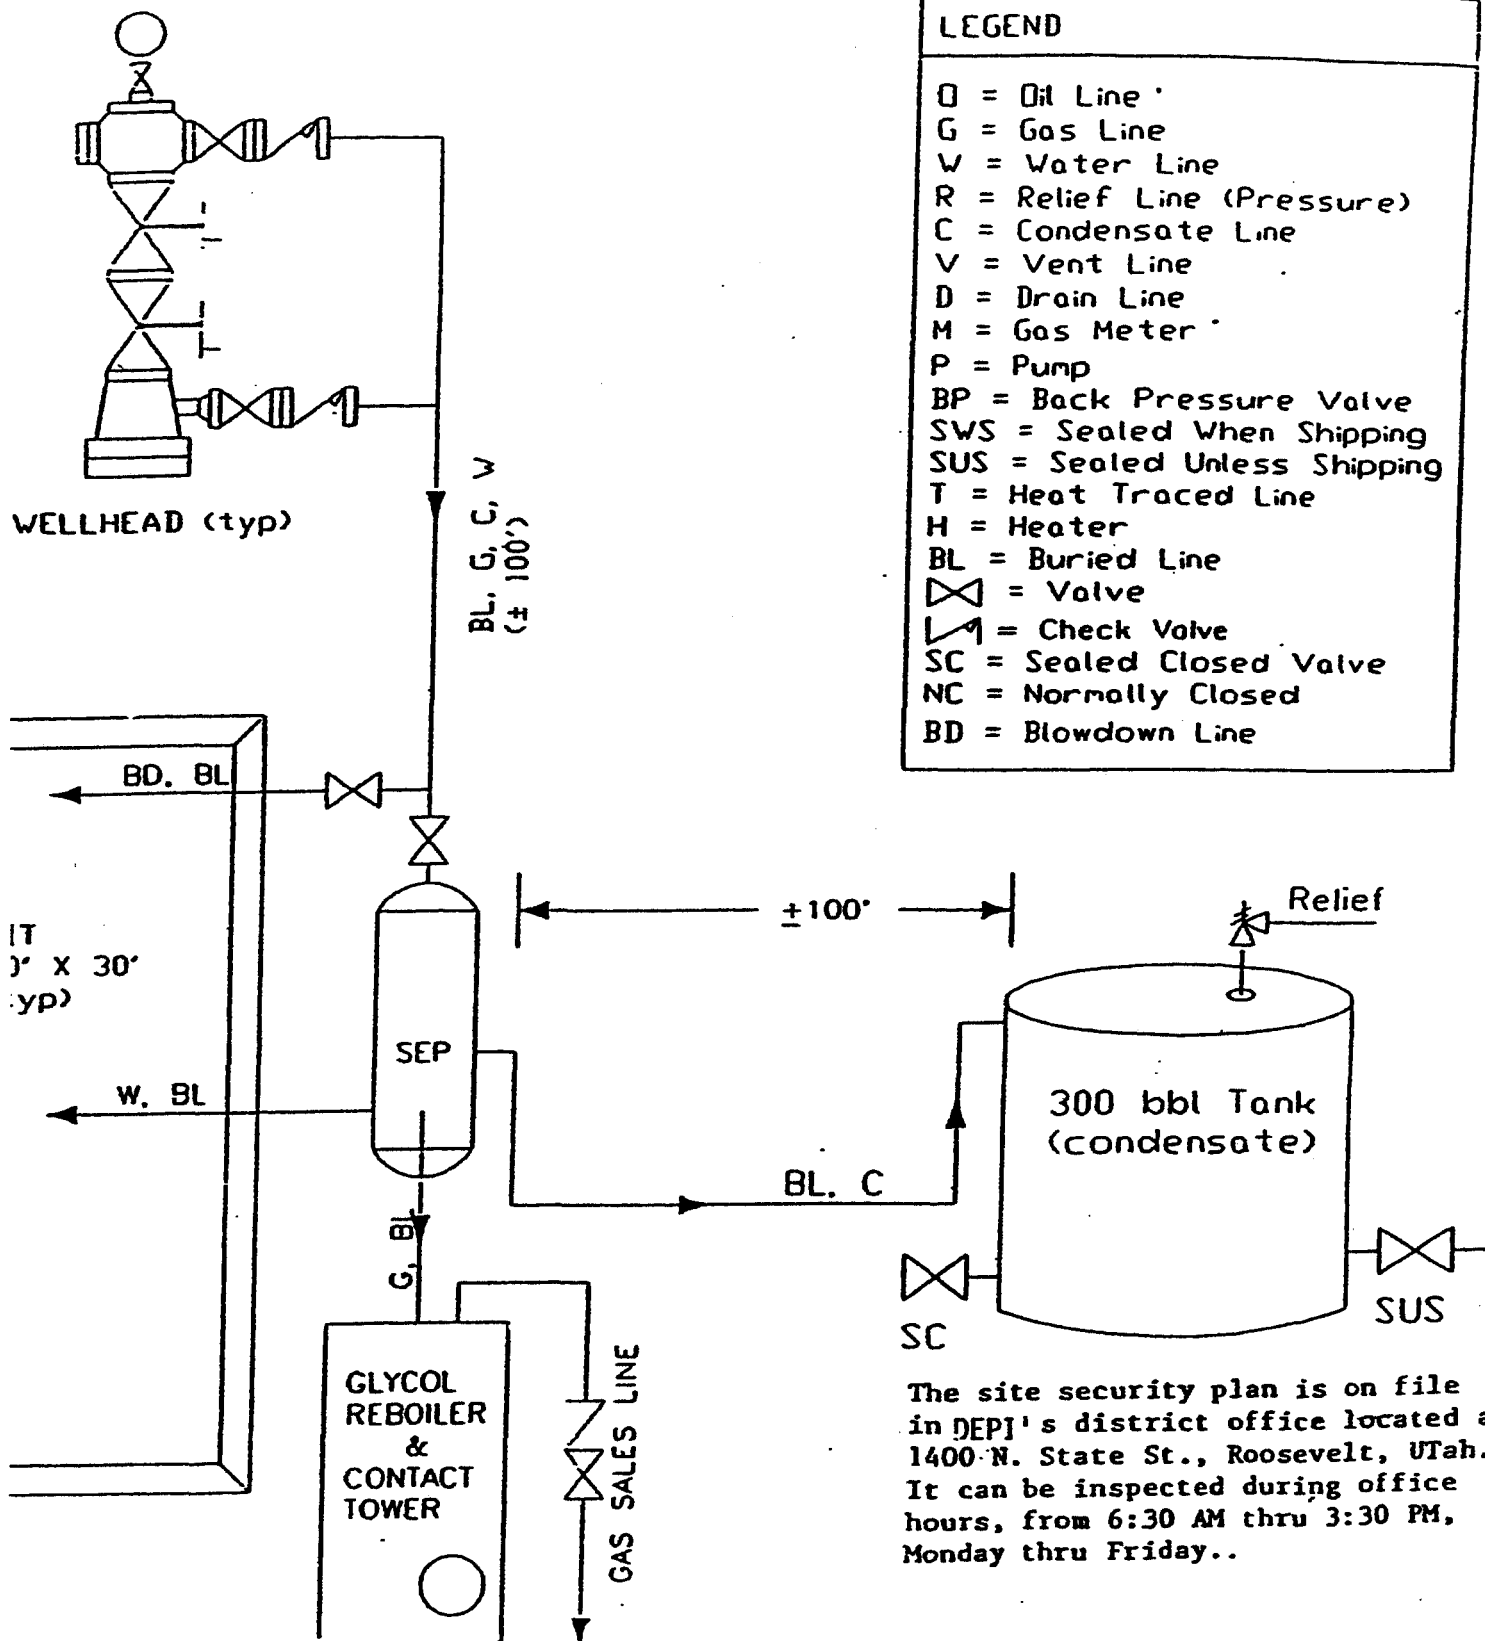 LEGEND
O = Oil Line
G = Gas Line
W = Water Line
R = Relief Line (Pressure)
C = Condensate Line
V = Vent Line
D = Drain Line
M = Gas Meter
P = Pump
BP = Back Pressure Valve
SWS = Sealed When Shipping
SUS = Sealed Unless Shipping
T = Heat Traced Line
H = Heater
BL = Buried Line
= Valve
= Check Valve
SC = Sealed Closed Valve
NC = Normally Closed
BD = Blowdown Line
WELLHEAD (typ)
BL, G, C, W
(± 100')
BD. BL
IT
0' X 30'
yp)
SEP
W. BL
±100'
Relief
300 bbl Tank
(condensate)
BL. C
G, BL
SC
SUS
GLYCOL
REBOILER
&
CONTACT
TOWER
GAS SALES LINE
The site security plan is on file
in DEPI's district office located a
1400 N. State St., Roosevelt, UTah.
It can be inspected during office
hours, from 6:30 AM thru 3:30 PM,
Monday thru Friday..